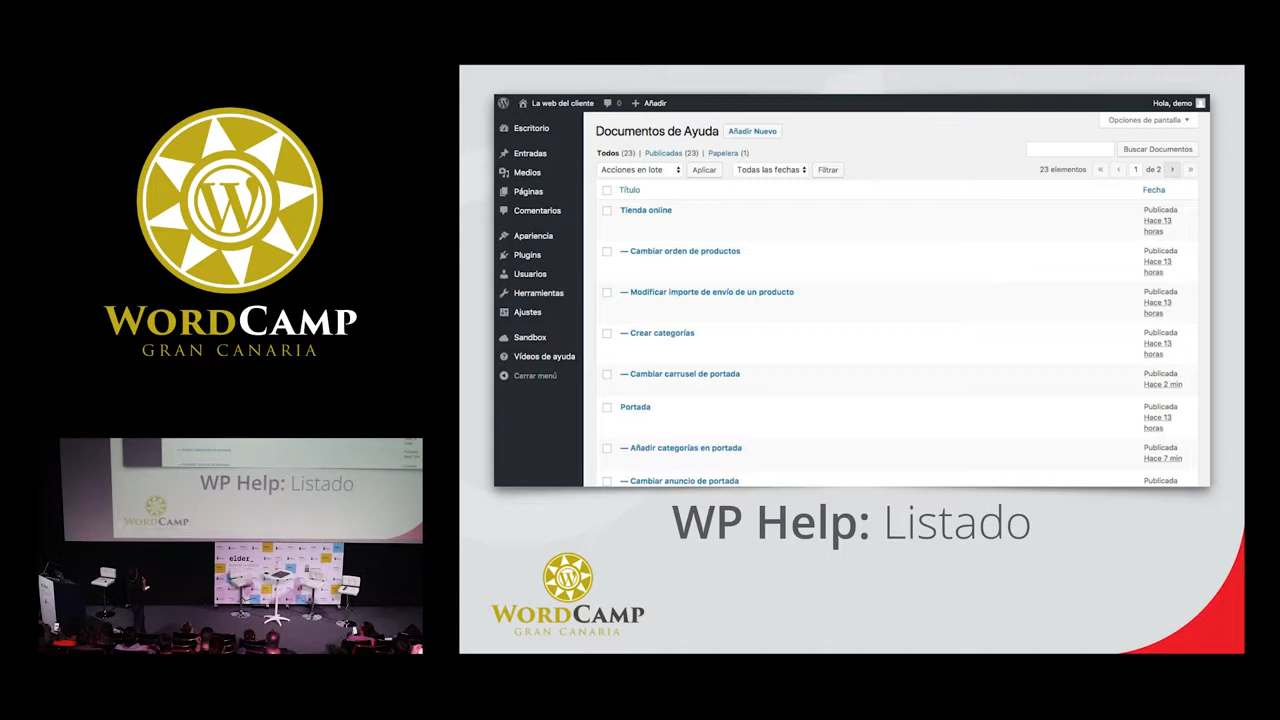 WORDCAMP
GRAN CANARIA
WP Help: Listado
WORDCAMP
elder_
La web del cliente 0 Añadir
Hola, demo
Escritorio
Entradas
Medios
Páginas
Comentarios
Apariencia
Plugins
Usuarios
Herramientas
Ajustes
Sandbox
Vídeos de ayuda
Cerrar menú
Documentos de Ayuda Añadir Nuevo
Opciones de pantalla
Todos (23) | Publicadas (23) | Papelera (1)
Buscar Documentos
Acciones en lote Aplicar Todas las fechas Filtrar
23 elementos « ‹ 1 de 2 › »
Título Fecha
Tienda online
Publicada
Hace 13
horas
— Cambiar orden de productos
Publicada
Hace 13
horas
— Modificar importe de envío de un producto
Publicada
Hace 13
horas
— Crear categorías
Publicada
Hace 13
horas
— Cambiar carrusel de portada
Publicada
Hace 2 min
Portada
Publicada
Hace 13
horas
— Añadir categorías en portada
Publicada
Hace 7 min
— Cambiar anuncio de portada
Publicada
WP Help: Listado
WORDCAMP
GRAN CANARIA